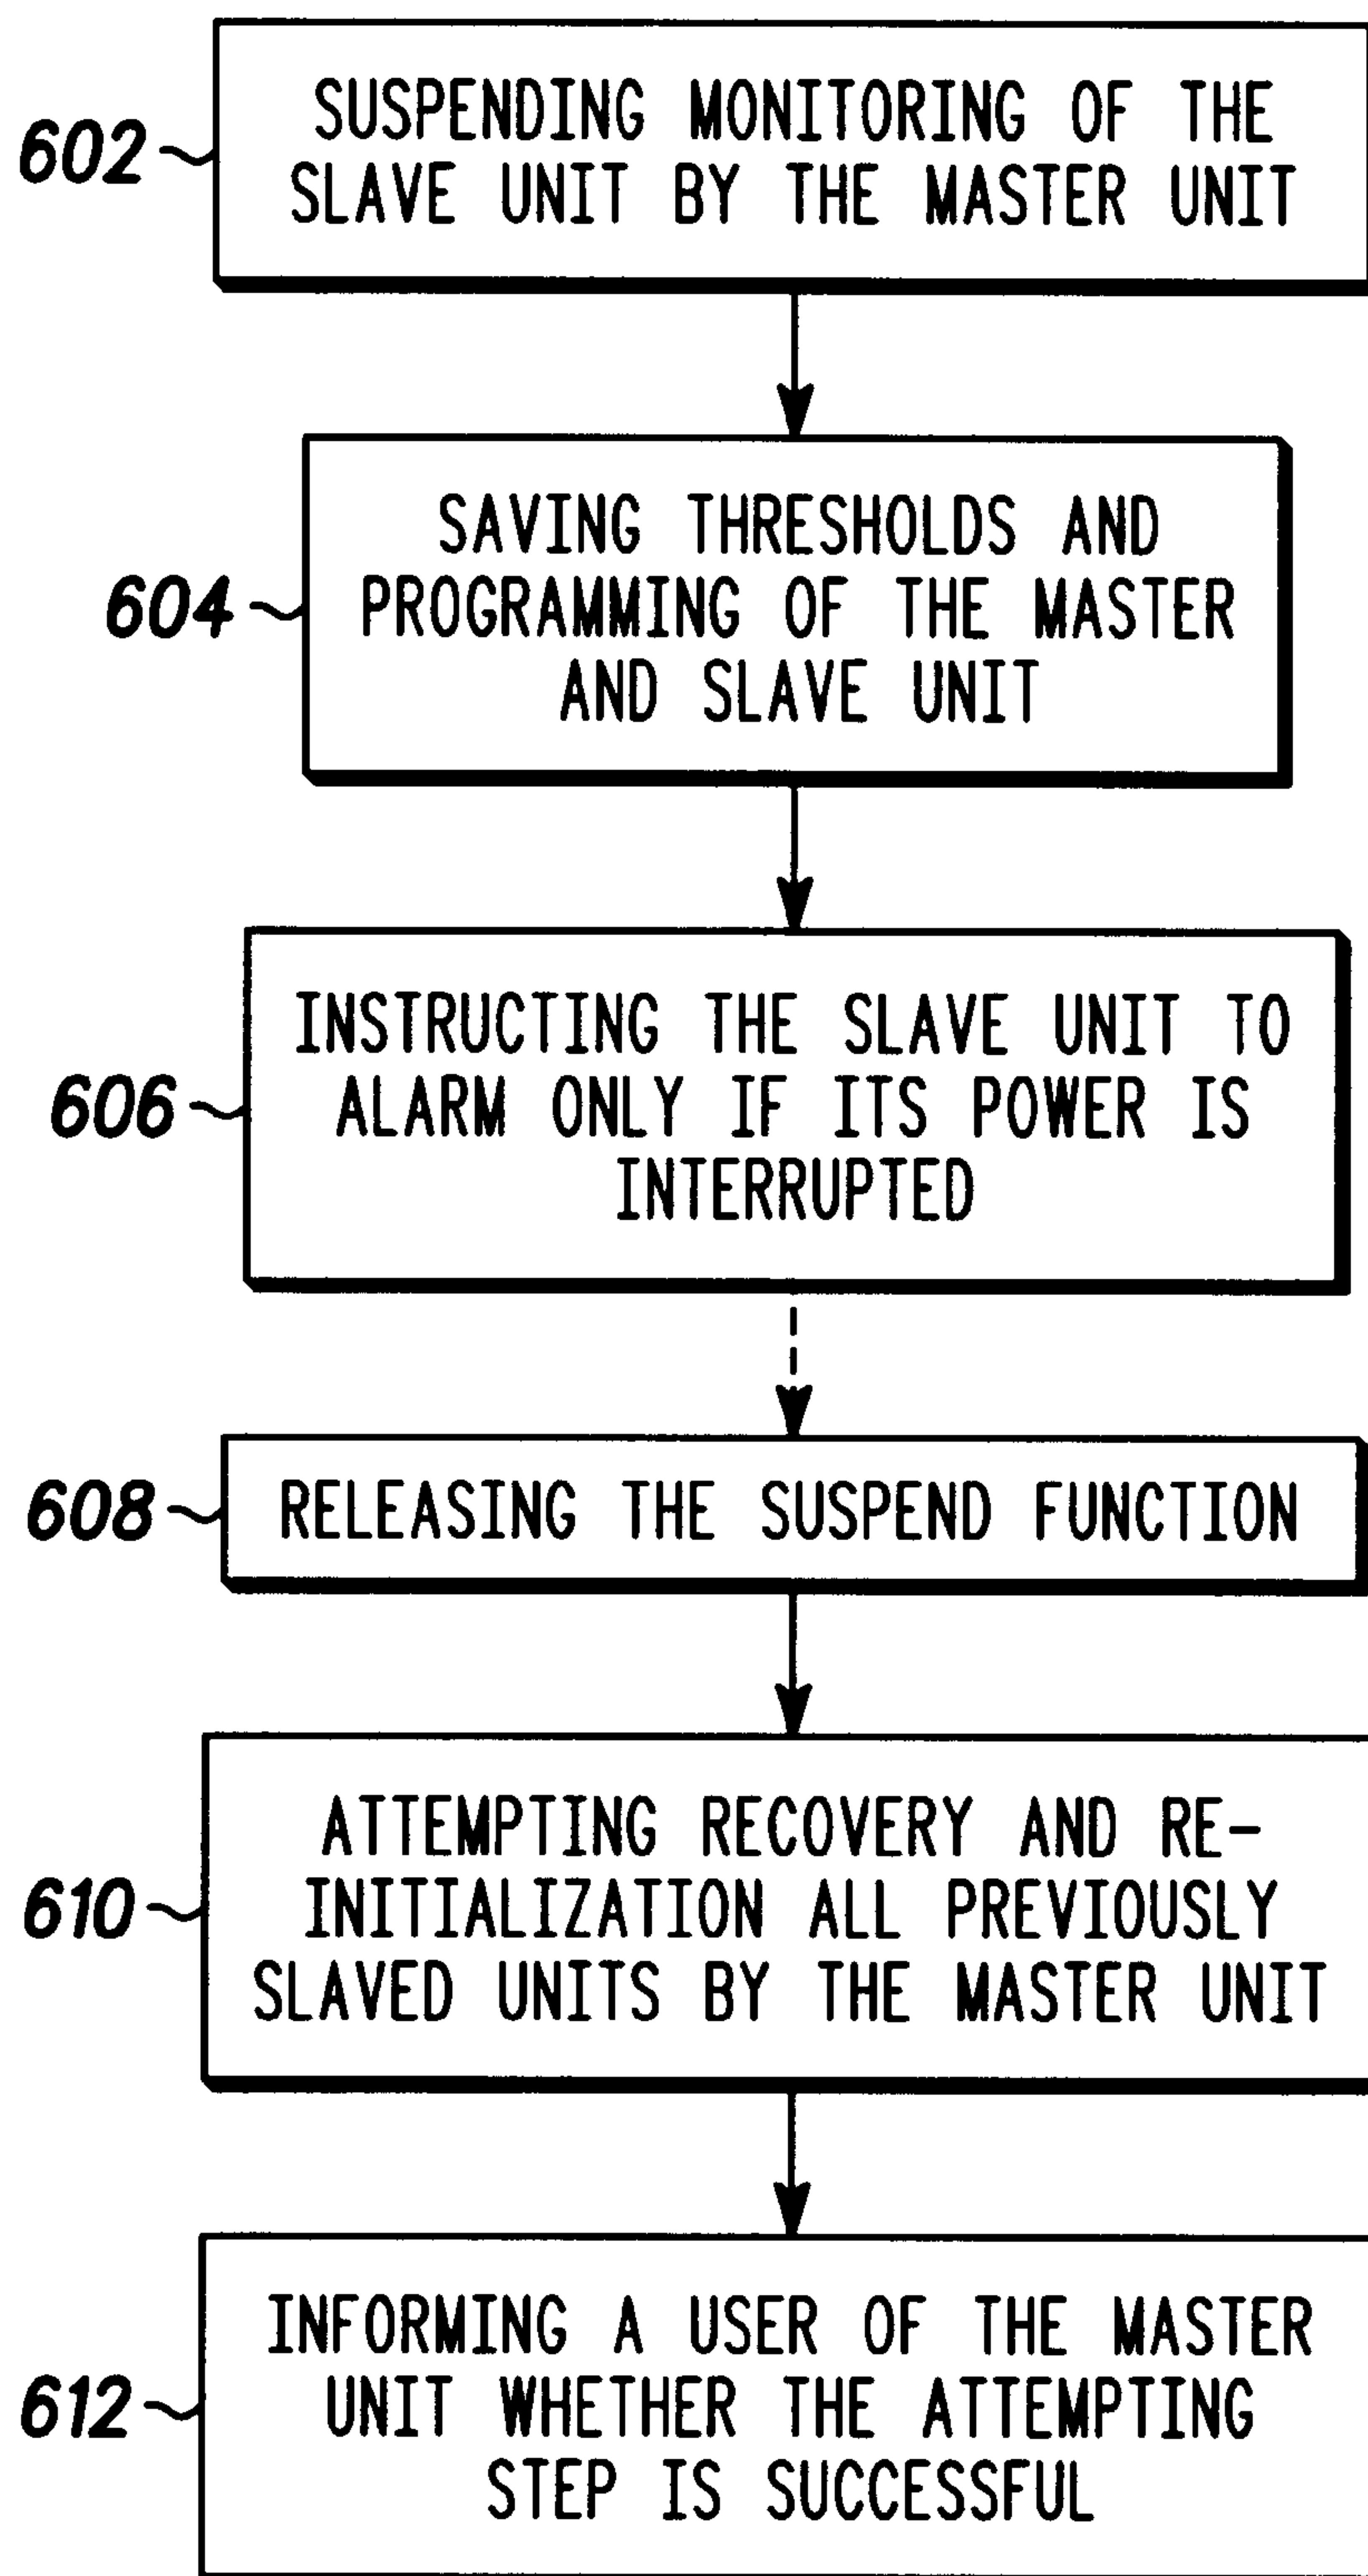 SUSPENDING MONITORING OF THE
602 SLAVE UNIT BY THE MASTER UNIT
SAVING THRESHOLDS AND
604 PROGRAMMING OF THE MASTER
AND SLAVE UNIT
INSTRUCTING THE SLAVE UNIT TO
606 ALARM ONLY IF ITS POWER IS
INTERRUPTED
608 RELEASING THE SUSPEND FUNCTION
ATTEMPTING RECOVERY AND RE-
610 INITIALIZATION ALL PREVIOUSLY
SLAVED UNITS BY THE MASTER UNIT
INFORMING A USER OF THE MASTER
612 UNIT WHETHER THE ATTEMPTING
STEP IS SUCCESSFUL